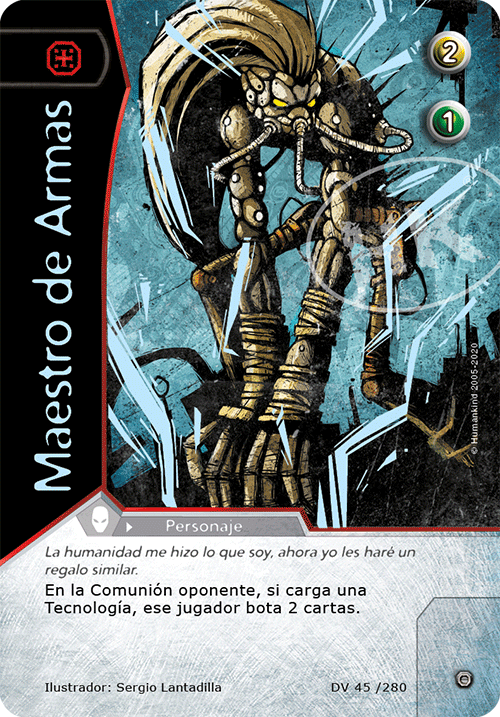 2
1
Maestro de Armas
HK
© Humankind 2005-2020
Personaje
La humanidad me hizo lo que soy, ahora yo les haré un
regalo similar.
En la Comunión oponente, si carga una
Tecnología, ese jugador bota 2 cartas.
Ilustrador: Sergio Lantadilla
DV 45 /280